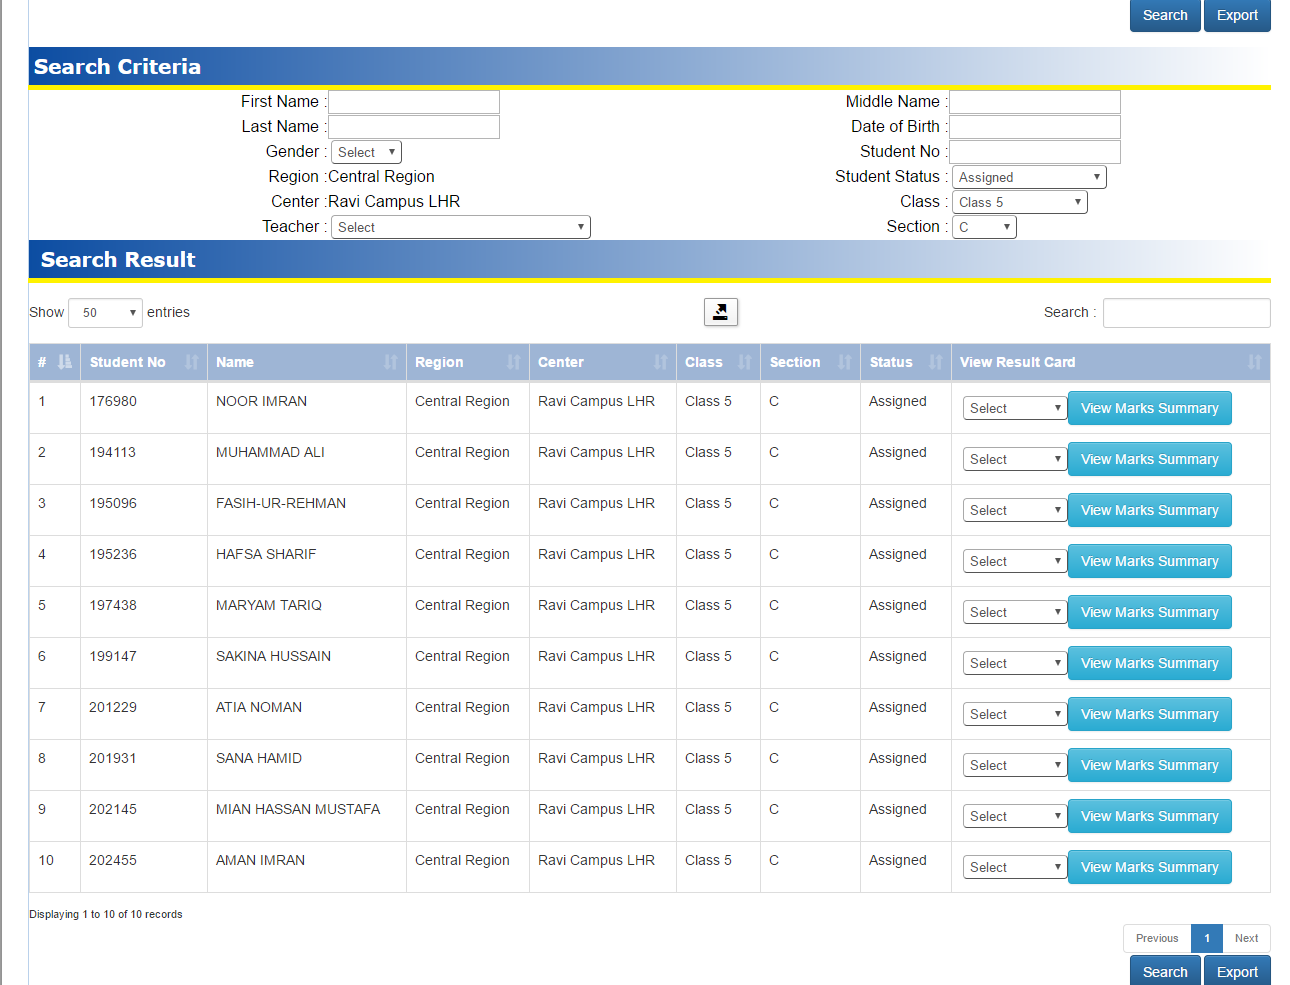 Search Export
Search Criteria
First Name : Middle Name :
Last Name : Date of Birth :
Gender : Select Student No :
Region :Central Region Student Status : Assigned
Center :Ravi Campus LHR Class : Class 5
Teacher : Select Section : C
Search Result
Show 50 entries Search :
# Student No Name Region Center Class Section Status View Result Card
1 176980 NOOR IMRAN Central Region Ravi Campus LHR Class 5 C Assigned Select View Marks Summary
2 194113 MUHAMMAD ALI Central Region Ravi Campus LHR Class 5 C Assigned Select View Marks Summary
3 195096 FASIH-UR-REHMAN Central Region Ravi Campus LHR Class 5 C Assigned Select View Marks Summary
4 195236 HAFSA SHARIF Central Region Ravi Campus LHR Class 5 C Assigned Select View Marks Summary
5 197438 MARYAM TARIQ Central Region Ravi Campus LHR Class 5 C Assigned Select View Marks Summary
6 199147 SAKINA HUSSAIN Central Region Ravi Campus LHR Class 5 C Assigned Select View Marks Summary
7 201229 ATIA NOMAN Central Region Ravi Campus LHR Class 5 C Assigned Select View Marks Summary
8 201931 SANA HAMID Central Region Ravi Campus LHR Class 5 C Assigned Select View Marks Summary
9 202145 MIAN HASSAN MUSTAFA Central Region Ravi Campus LHR Class 5 C Assigned Select View Marks Summary
10 202455 AMAN IMRAN Central Region Ravi Campus LHR Class 5 C Assigned Select View Marks Summary
Displaying 1 to 10 of 10 records
Previous 1 Next
Search Export